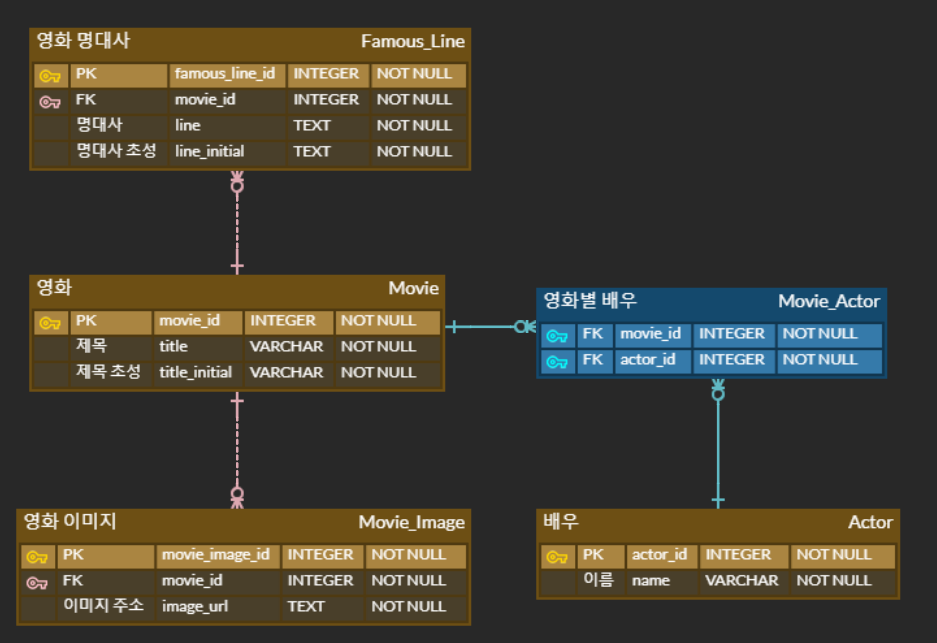 영화 명대사 Famous_Line
PK famous_line_id INTEGER NOT NULL
FK movie_id INTEGER NOT NULL
명대사 line TEXT NOT NULL
명대사 초성 line_initial TEXT NOT NULL
영화 Movie
PK movie_id INTEGER NOT NULL
제목 title VARCHAR NOT NULL
제목 초성 title_initial VARCHAR NOT NULL
영화별 배우 Movie_Actor
FK movie_id INTEGER NOT NULL
FK actor_id INTEGER NOT NULL
영화 이미지 Movie_Image
PK movie_image_id INTEGER NOT NULL
FK movie_id INTEGER NOT NULL
이미지 주소 image_url TEXT NOT NULL
배우 Actor
PK actor_id INTEGER NOT NULL
이름 name VARCHAR NOT NULL